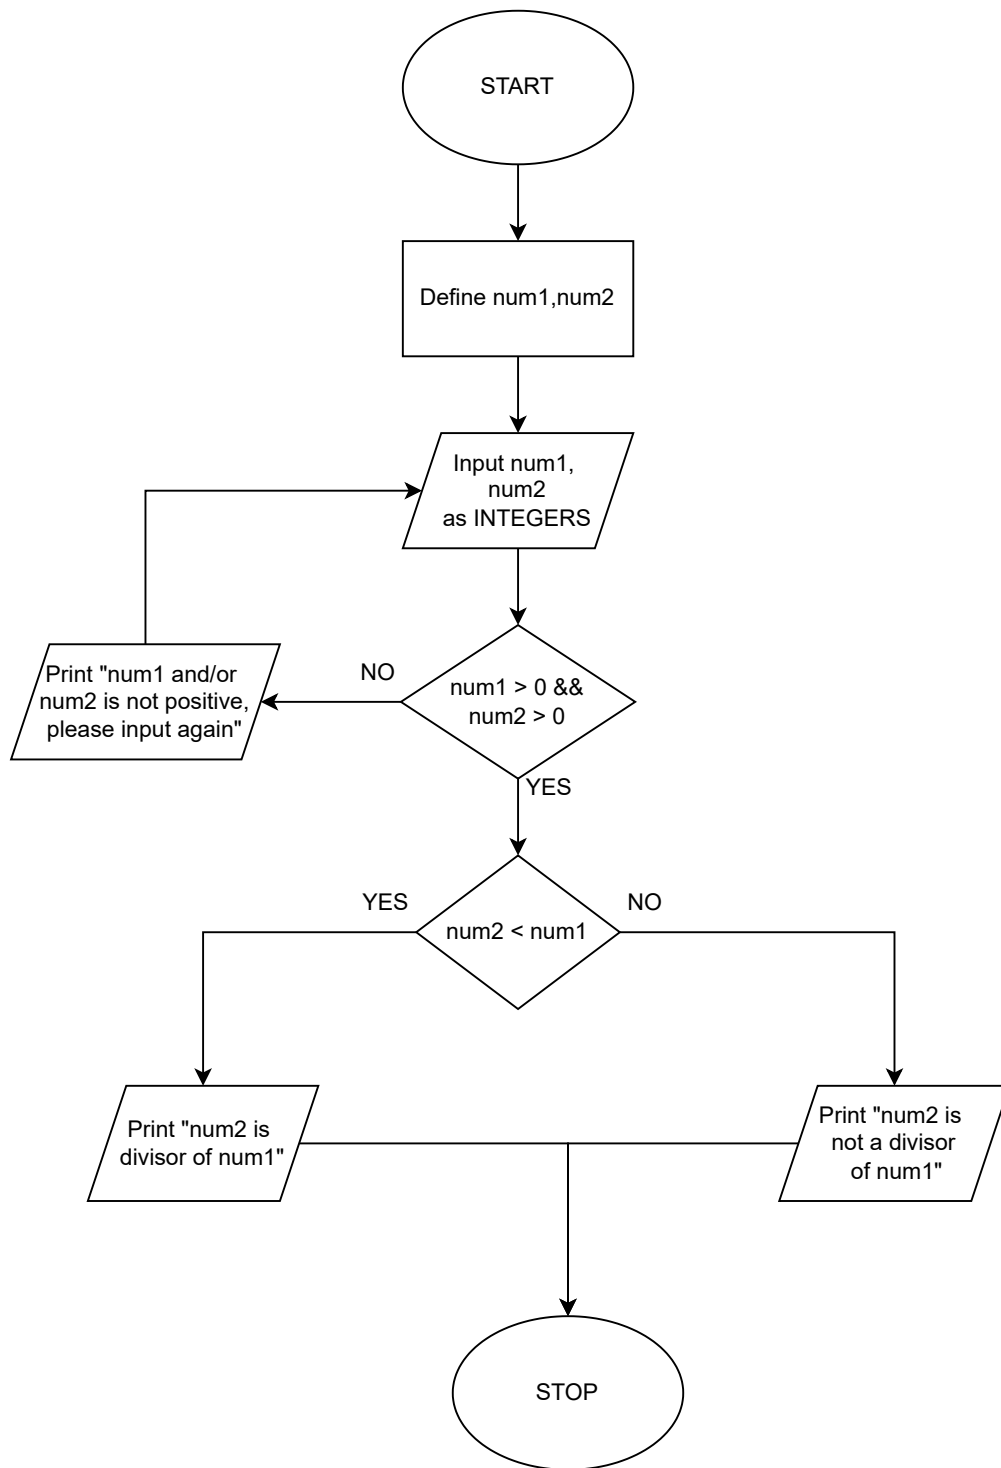 START
Define num1,num2
Input num1,
num2
as INTEGERS
NO
num1 > 0 &&
num2 > 0
Print "num1 and/or
num2 is not positive,
please input again"
YES
YES
num2 < num1
NO
Print "num2 is
divisor of num1"
Print "num2 is
not a divisor
of num1"
STOP